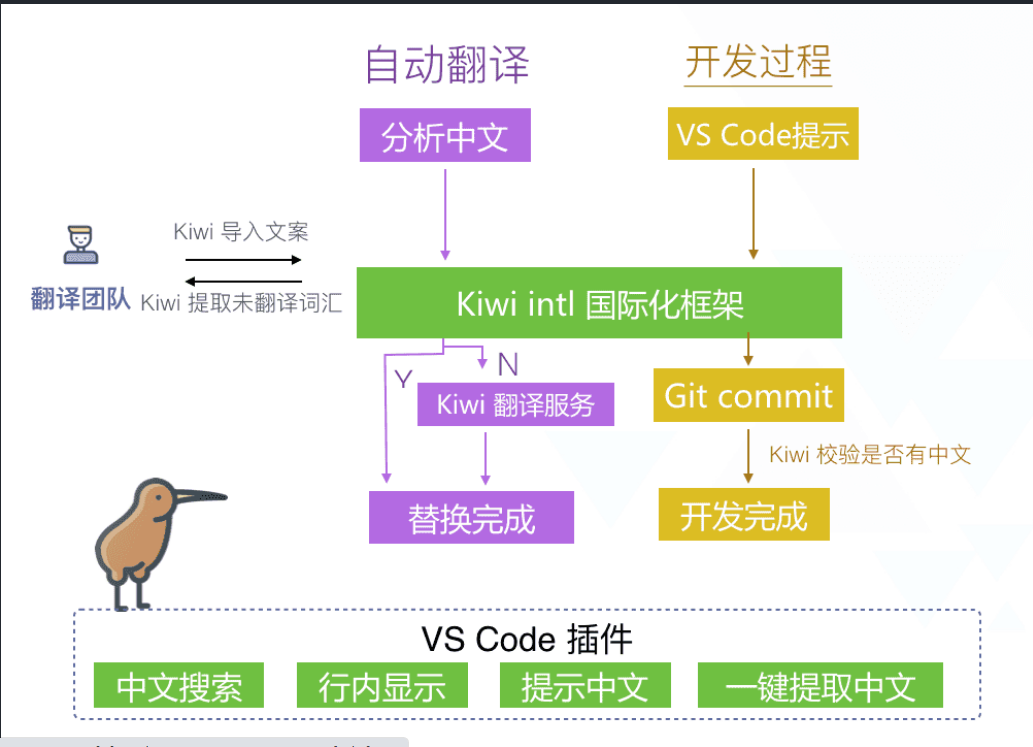 自动翻译
开发过程
分析中文
VS Code提示
Kiwi 导入文案
翻译团队
Kiwi 提取未翻译词汇
Kiwi intl 国际化框架
Y
N
Kiwi 翻译服务
Git commit
Kiwi 校验是否有中文
替换完成
开发完成
VS Code 插件
中文搜索
行内显示
提示中文
一键提取中文